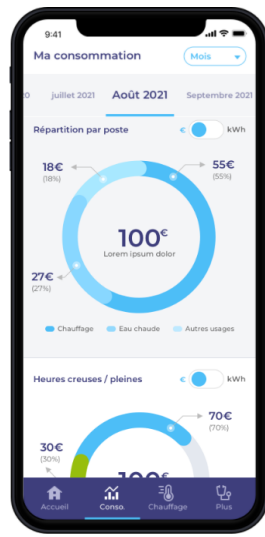 9:41
Ma consommation
Mois
juillet 2021
Août 2021
Septembre 2021
Répartition par poste
€
kWh
18€
(18%)
55€
(55%)
100€
Lorem ipsum dolor
27€
(27%)
Chauffage
Eau chaude
Autres usages
Heures creuses / pleines
€
kWh
70€
(70%)
30€
(30%)
100€
Accueil
Conso.
Chauffage
Plus